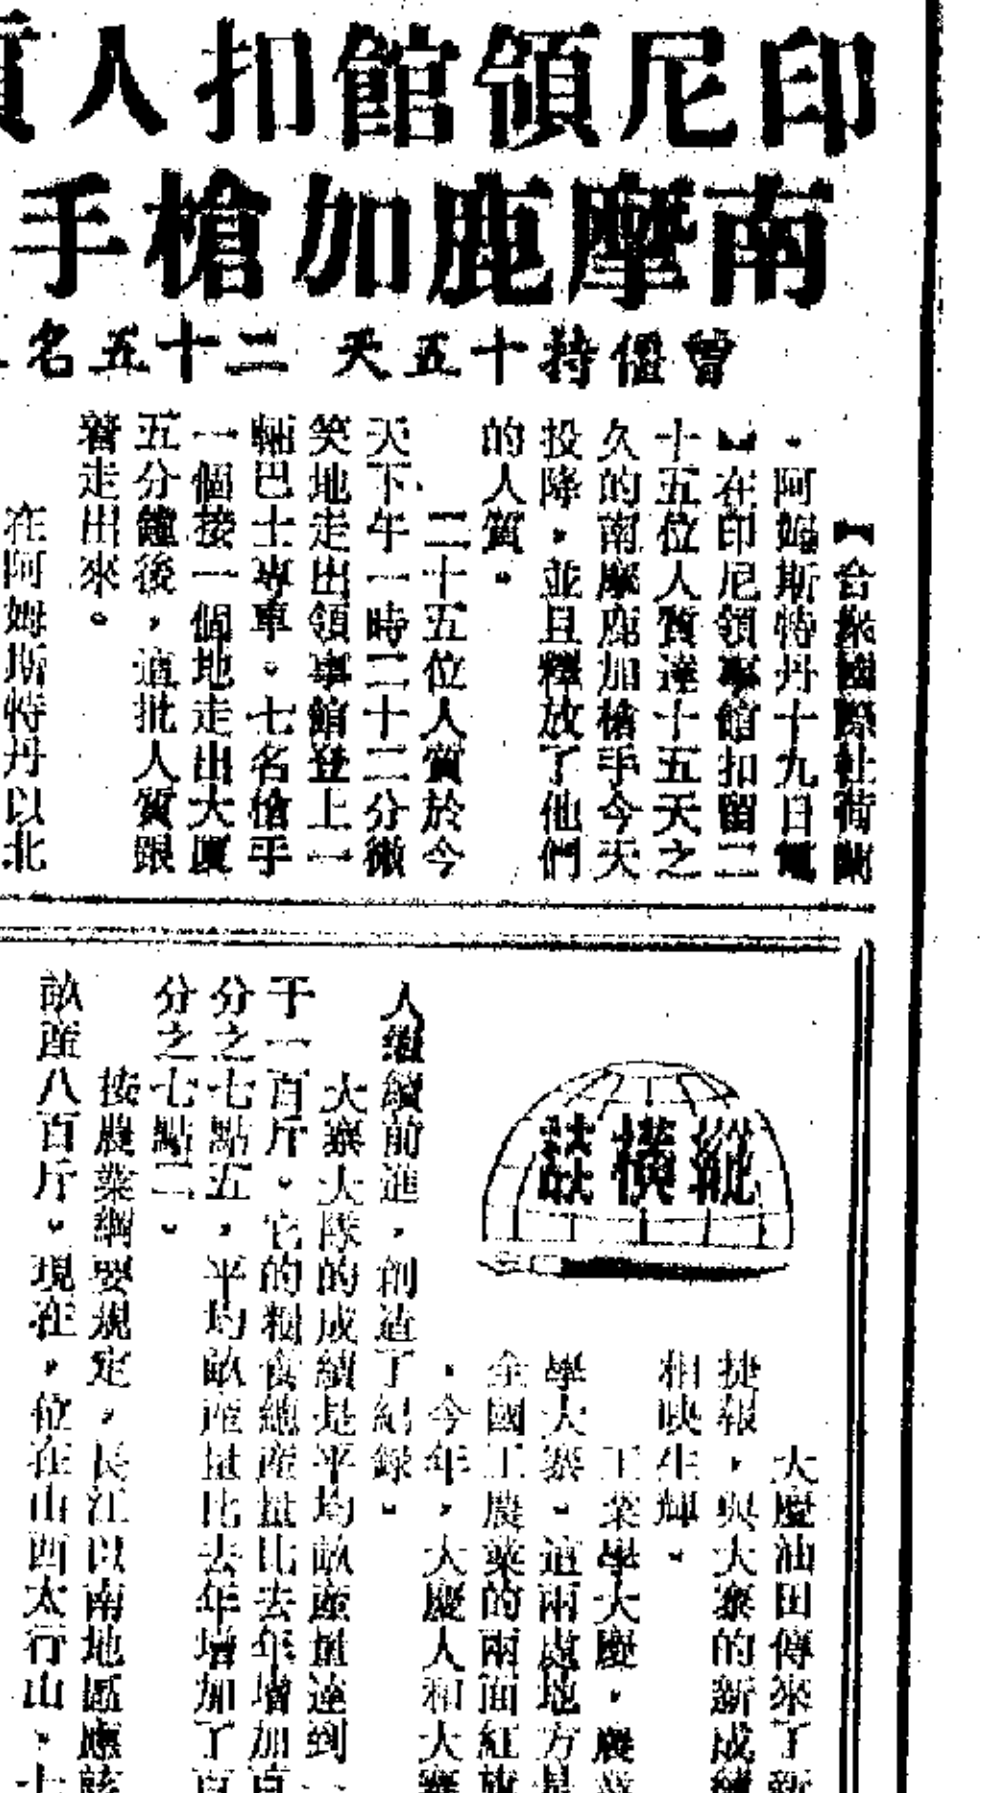 印尼領館扣人質
南摩鹿加槍手
曾僵持十五天 二十五名
【合衆國際社荷蘭
。阿姆斯特丹十九日電
】在印尼領事館扣留二
十五位人質達十五天之
久的南摩鹿加槍手今天
投降，並且釋放了他們
的人質。
二十五位人質於今
天下午一時二十二分微
笑地走出領事館登上一
輛巴士專車。七名槍手
一個接一個地走出大廈
五分鐘後，這批人質跟
着走出來。
在阿姆斯特丹以北
縱橫談
大慶油田傳來了新
捷報，與大寨的新成績
相映生輝。
工業學大慶，農業
學大寨。這兩處地方是
全國工農業的兩面紅旗
。今年，大慶人和大寨
人繼續前進，創造了紀錄。
大寨大隊的成績是平均畝產量達到一
千一百斤。它的糧食總產量比去年增加百
分之七點五，平均畝產量比去年增加了百
分之七點二。
按農業綱要規定，長江以南地區應該
畝產八百斤。現在，位在山西太行山，